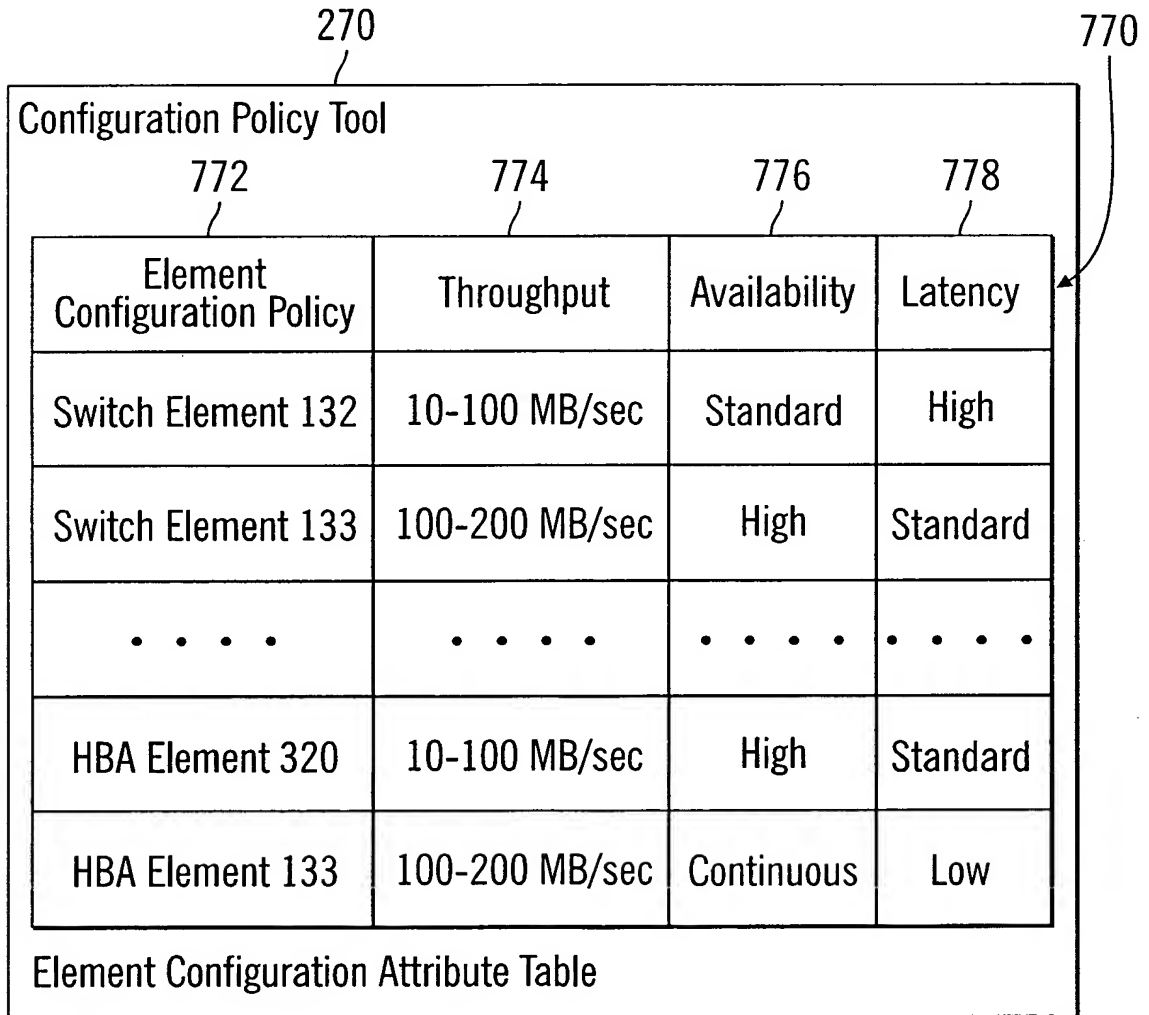 270
770
Configuration Policy Tool
772 774 776 778
Element Configuration Policy Throughput Availability Latency
Switch Element 132 10-100 MB/sec Standard High
Switch Element 133 100-200 MB/sec High Standard
• • • • • • • • • • • • • • • •
HBA Element 320 10-100 MB/sec High Standard
HBA Element 133 100-200 MB/sec Continuous Low
Element Configuration Attribute Table